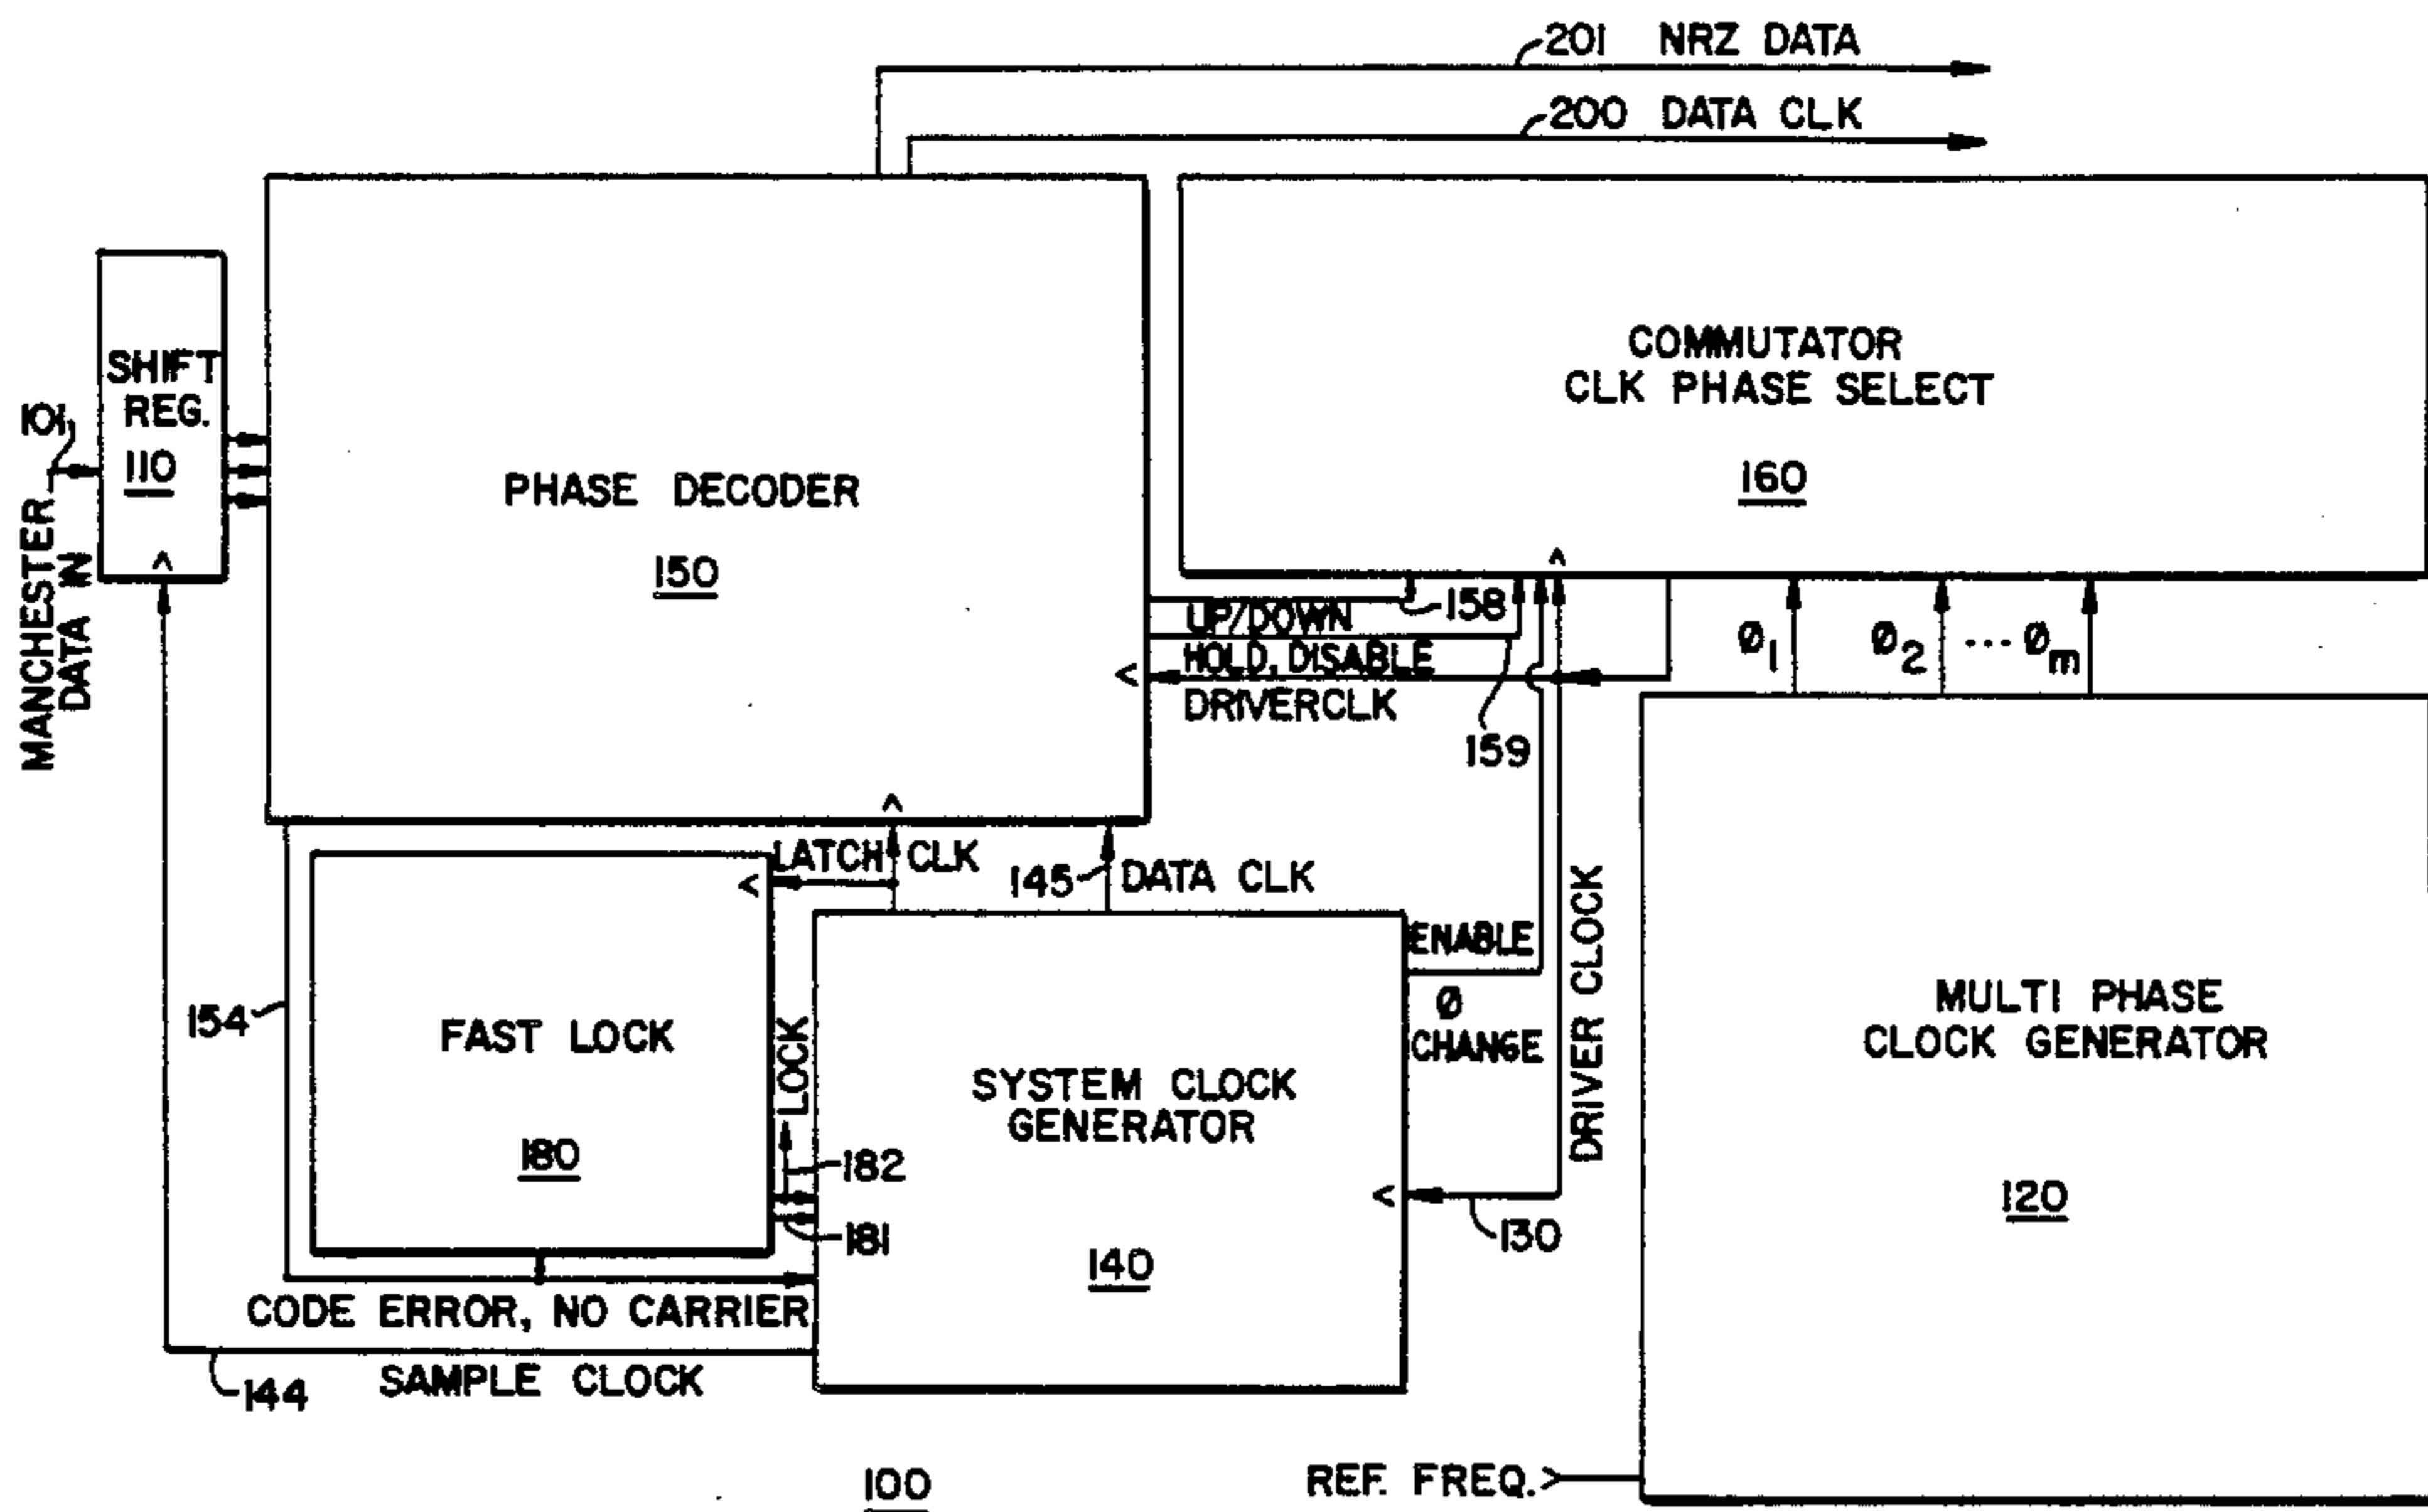 201 NRZ DATA
200 DATA CLK
MANCHESTER
DATA IN
101
SHIFT
REG.
110
PHASE DECODER
150
COMMUTATOR
CLK PHASE SELECT
160
158
UP/DOWN
HOLD, DISABLE
DRIVERCLK
159
Ø1
Ø2 ... Øm
LATCH CLK
145
DATA CLK
154
FAST LOCK
180
LOCK
182
181
SYSTEM CLOCK
GENERATOR
140
ENABLE
Ø
CHANGE
DRIVER CLOCK
130
MULTI PHASE
CLOCK GENERATOR
120
CODE ERROR, NO CARRIER
144
SAMPLE CLOCK
100
REF. FREQ.